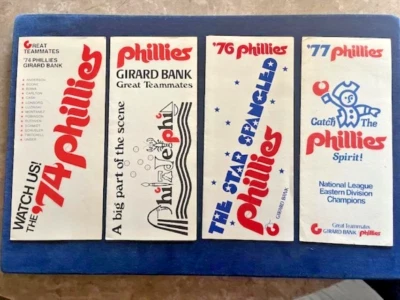 GREAT
TEAMMATES
'74 PHILLIES
GIRARD BANK
WATCH US!
THE '74 phillies
phillies
GIRARD BANK
Great Teammates
A big part of the scene
Philadelphia
'76 phillies
THE STAR SPANGLED
phillies
GIRARD BANK
'77 phillies
Catch The
phillies
Spirit!
National League
Eastern Division
Champions
Great Teammates
GIRARD BANK phillies